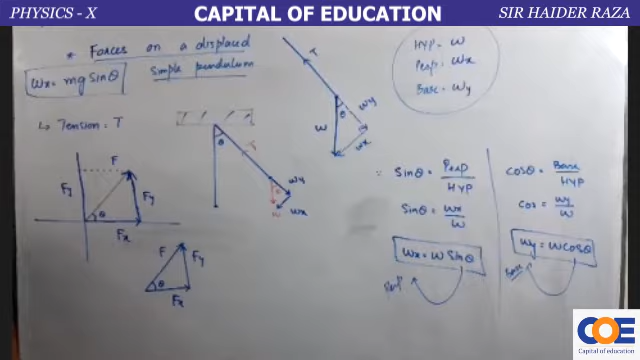 PHYSICS - X
CAPITAL OF EDUCATION
SIR HAIDER RAZA
* Forces on a displaced
Simple pendulum
Wx = mg Sinθ
↳ Tension = T
F
Fy
Fy
θ
Fx
F
Fy
θ
Fx
θ
T
Wy
W
Wx
T
W
θ
Wy
Wx
HYP = W
Perp = Wx
Base = Wy
∵ Sinθ = Perp/HYP
Sinθ = Wx/W
Wx = W Sinθ
Perp
Cosθ = Base/HYP
Cos = Wy/W
Wy = W Cosθ
Base
COE
Capital of education